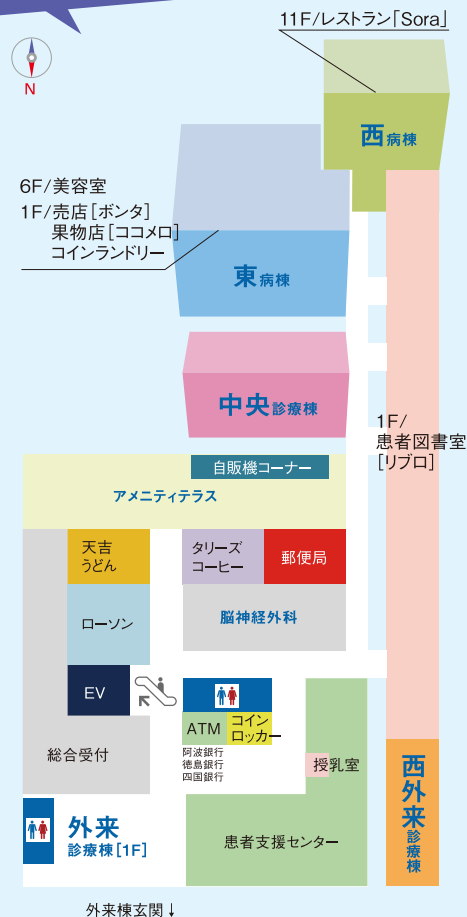 11F/レストラン「Sora」
N
西病棟
6F/美容室
1F/売店[ボンタ]
果物店[ココメロ]
コインランドリー
東病棟
中央診療棟
1F/
患者図書室
[リブロ]
自販機コーナー
アメニティテラス
天吉
うどん
タリーズ
コーヒー
郵便局
ローソン
脳神経外科
EV
ATM
コイン
ロッカー
阿波銀行
徳島銀行
四国銀行
総合受付
授乳室
西外来診療棟
外来
診療棟[1F]
患者支援センター
外来棟玄関↓